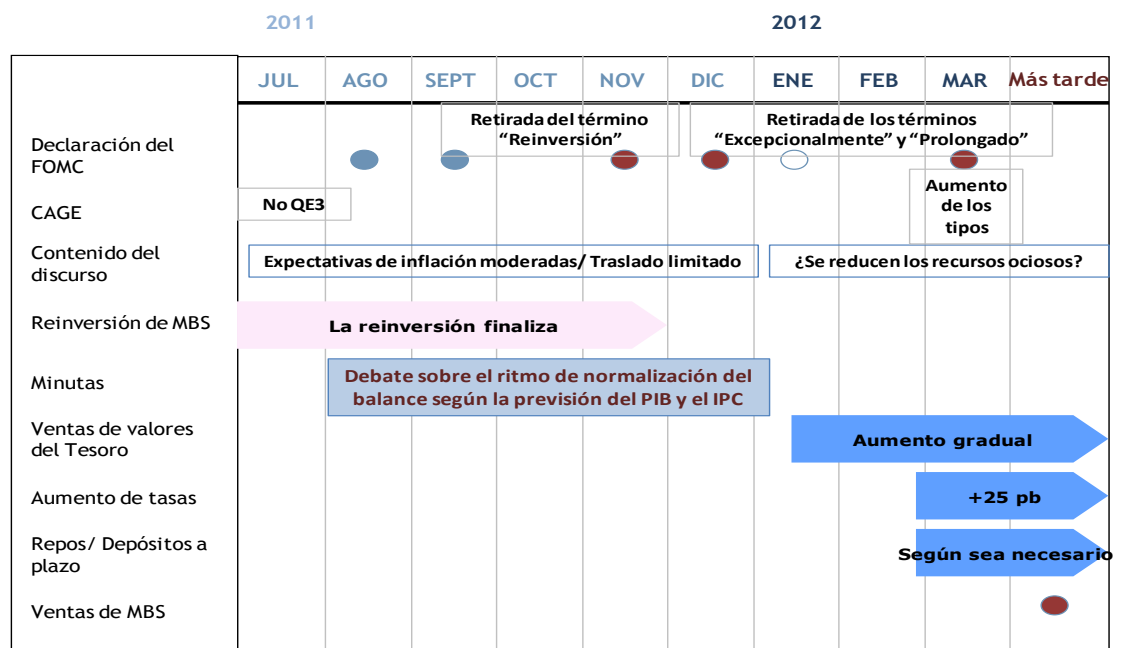 2011
2012
JUL
AGO
SEPT
OCT
NOV
DIC
ENE
FEB
MAR
Más tarde
Declaración del
FOMC
Retirada del término
“Reinversión”
Retirada de los términos
“Excepcionalmente” y “Prolongado”
CAGE
No QE3
Aumento
de los
tipos
Contenido del
discurso
Expectativas de inflación moderadas/ Traslado limitado
¿Se reducen los recursos ociosos?
Reinversión de MBS
La reinversión finaliza
Minutas
Debate sobre el ritmo de normalización del
balance según la previsión del PIB y el IPC
Ventas de valores
del Tesoro
Aumento gradual
Aumento de tasas
+25 pb
Repos/ Depósitos a
plazo
Según sea necesario
Ventas de MBS